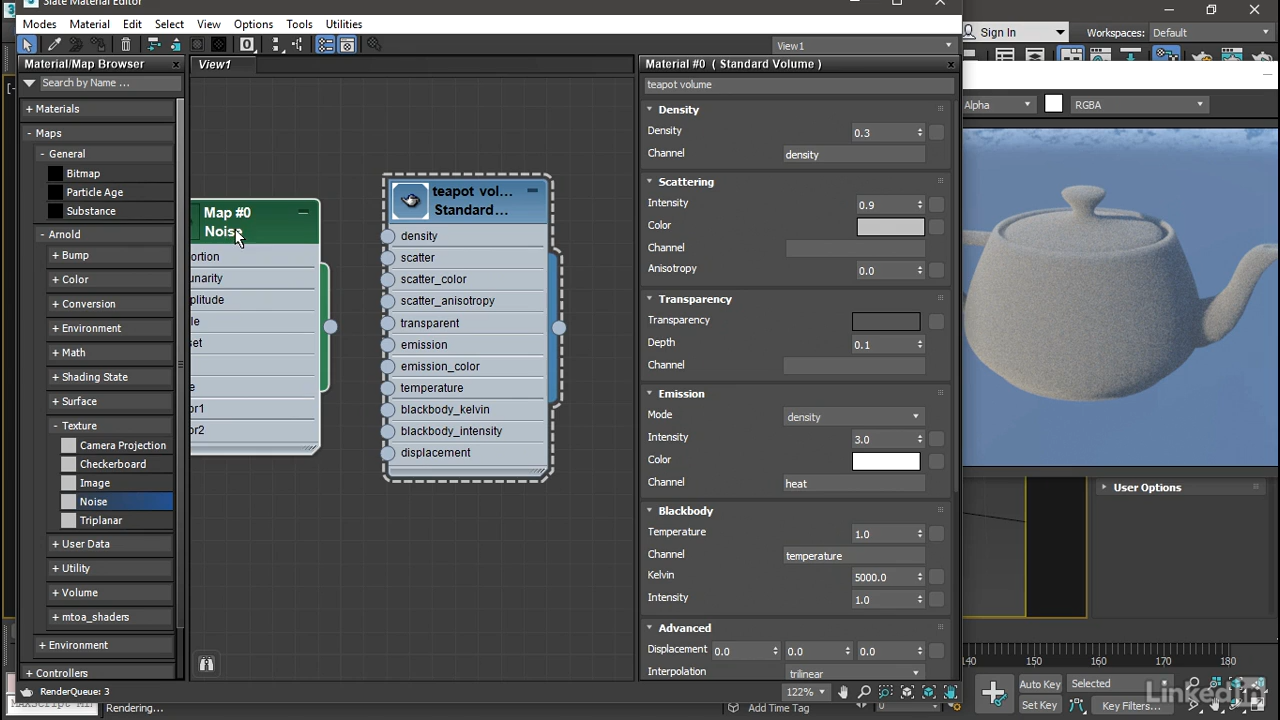 Slate Material Editor
Modes Material Edit Select View Options Tools Utilities
Sign In Workspaces: Default
View1
Material/Map Browser View1 Material #0 ( Standard Volume )
Search by Name ... teapot volume
Alpha RGBA
+ Materials
- Maps
- General
Bitmap
Particle Age
Substance
- Arnold
+ Bump
+ Color
+ Conversion
+ Environment
+ Math
+ Shading State
+ Surface
- Texture
Camera Projection
Checkerboard
Image
Noise
Triplanar
+ User Data
+ Utility
+ Volume
+ mtoa_shaders
+ Environment
+ Controllers
Map #0
Noise
ortion
unarity
plitude
le
set
e
or1
or2
teapot vol...
Standard...
density
scatter
scatter_color
scatter_anisotropy
transparent
emission
emission_color
temperature
blackbody_kelvin
blackbody_intensity
displacement
Density
Density 0.3
Channel density
Scattering
Intensity 0.9
Color
Channel
Anisotropy 0.0
Transparency
Transparency
Depth 0.1
Channel
Emission
Mode density
Intensity 3.0
Color
Channel heat
Blackbody
Temperature 1.0
Channel temperature
Kelvin 5000.0
Intensity 1.0
Advanced
Displacement 0.0 0.0 0.0
Interpolation trilinear
User Options
140 150 160 170 180
RenderQueue: 3 122%
Auto Key Selected
Set Key Key Filters...
MAXScript Mi Rendering... Add Time Tag 0
LinkedIn